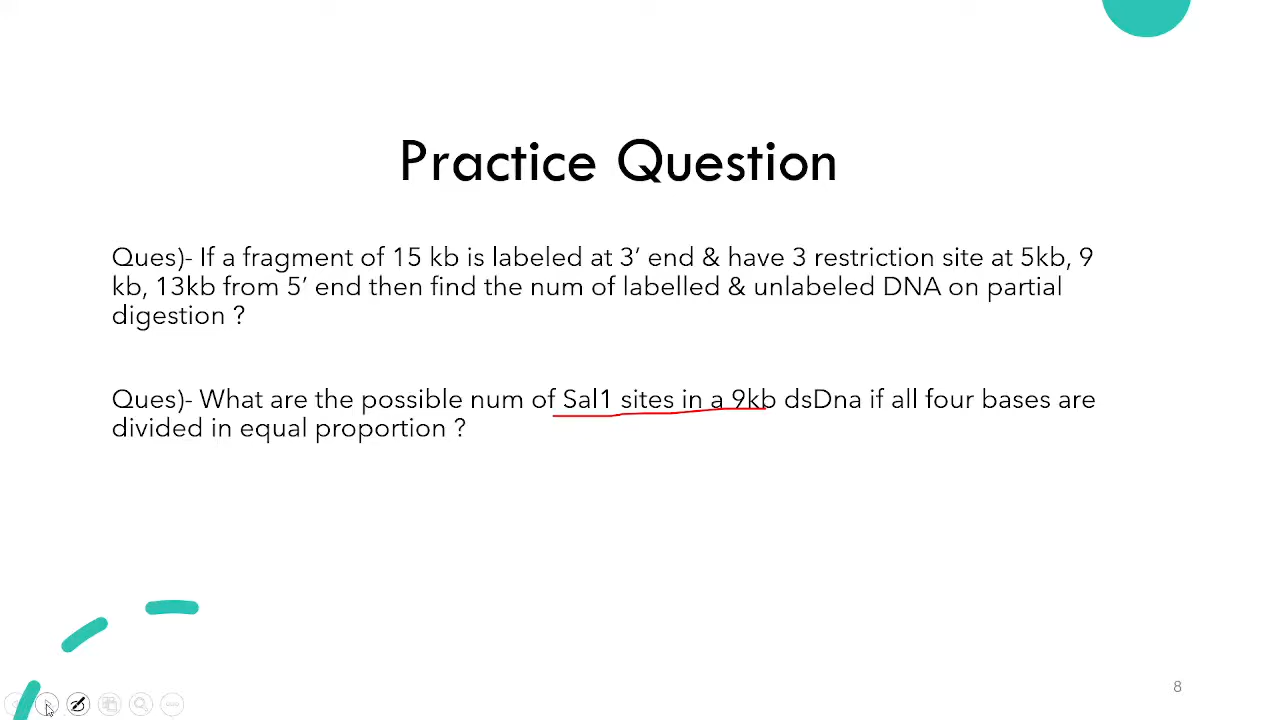 Practice Question
Ques)- If a fragment of 15 kb is labeled at 3’ end & have 3 restriction site at 5kb, 9
kb, 13kb from 5’ end then find the num of labelled & unlabeled DNA on partial
digestion ?
Ques)- What are the possible num of Sal1 sites in a 9kb dsDna if all four bases are
divided in equal proportion ?
8